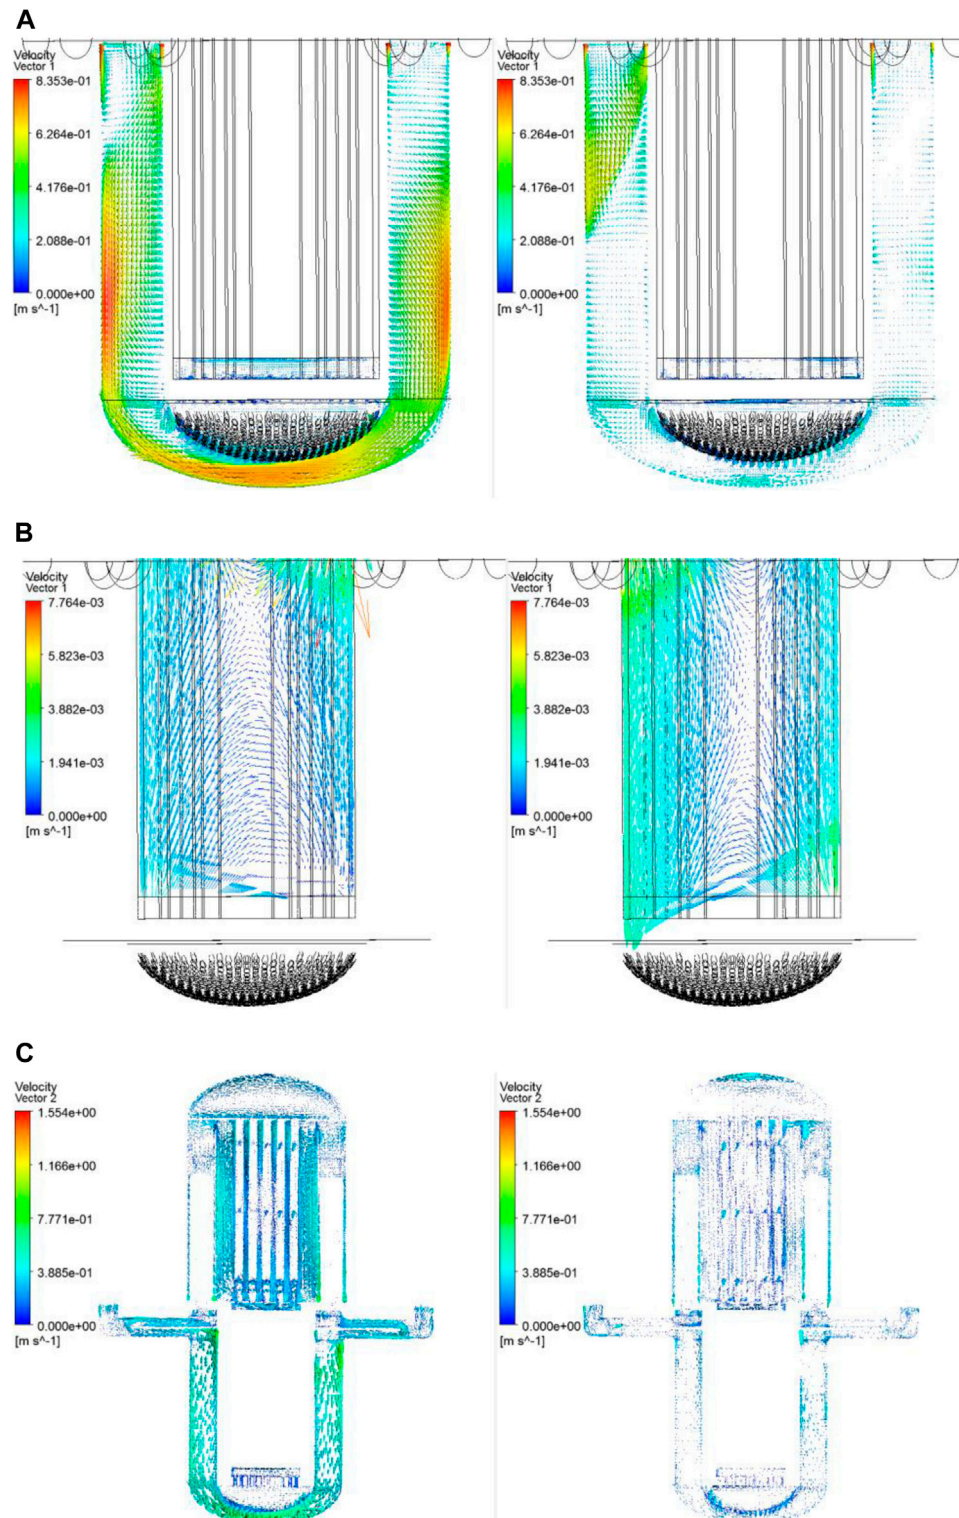 A
Velocity
Vector 1
8.353e-01
6.264e-01
4.176e-01
2.088e-01
0.000e+00
[m s^-1]
Velocity
Vector 1
8.353e-01
6.264e-01
4.176e-01
2.088e-01
0.000e+00
[m s^-1]
B
Velocity
Vector 1
7.764e-03
5.823e-03
3.882e-03
1.941e-03
0.000e+00
[m s^-1]
Velocity
Vector 1
7.764e-03
5.823e-03
3.882e-03
1.941e-03
0.000e+00
[m s^-1]
C
Velocity
Vector 2
1.554e+00
1.166e+00
7.771e-01
3.885e-01
0.000e+00
[m s^-1]
Velocity
Vector 2
1.554e+00
1.166e+00
7.771e-01
3.885e-01
0.000e+00
[m s^-1]